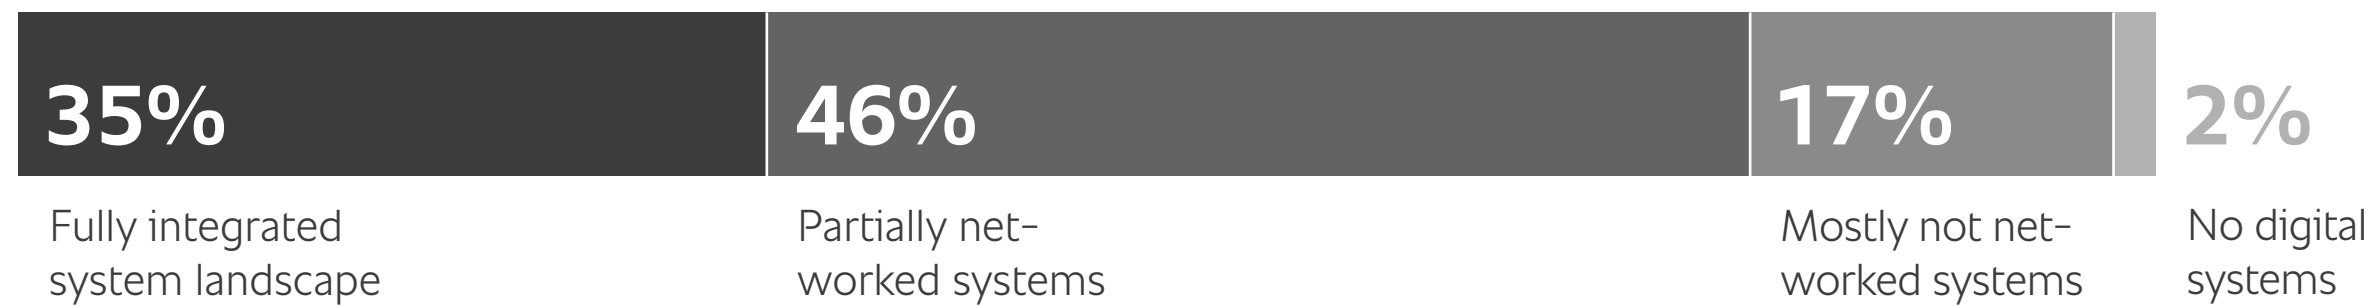 35%
46%
17%
2%
Fully integrated
system landscape
Partially net-
worked systems
Mostly not net-
worked systems
No digital
systems